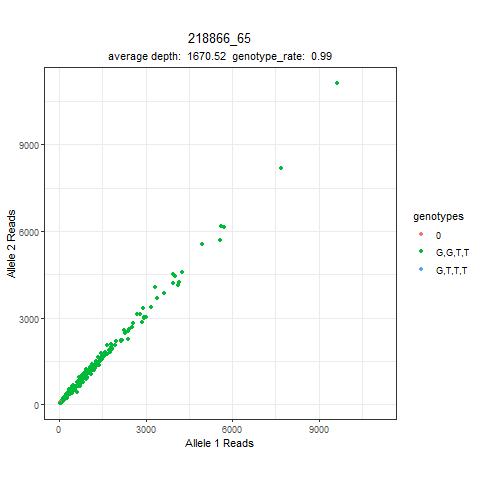 218866_65
average depth:  1670.52  genotype_rate:  0.99
Allele 2 Reads
9000
6000
3000
0
0 3000 6000 9000
Allele 1 Reads
genotypes
0
G,G,T,T
G,T,T,T